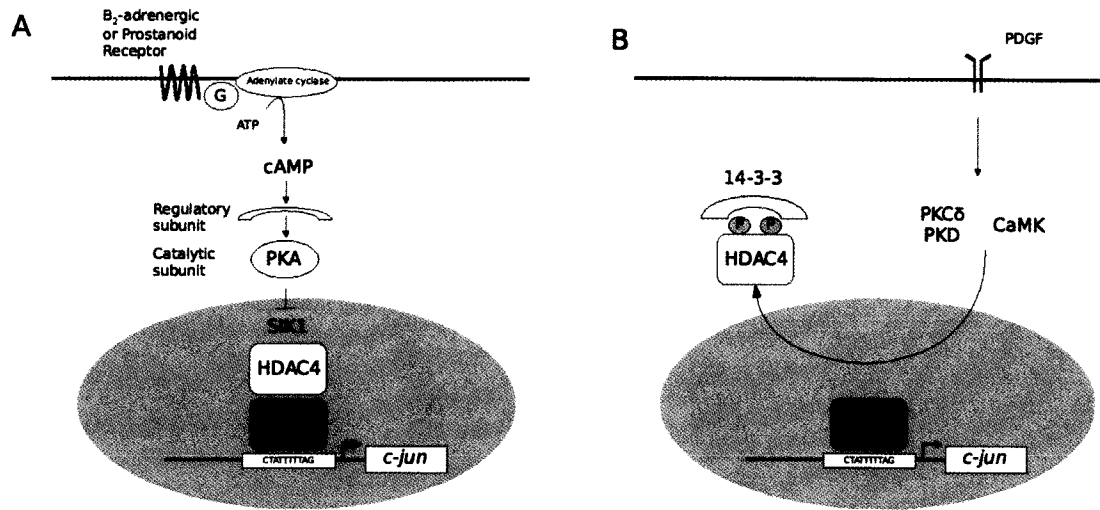 A
B₂-adrenergic
or Prostanoid
Receptor
G
Adenylate cyclase
ATP
cAMP
Regulatory
subunit
Catalytic
subunit
PKA
SIK1
HDAC4
CTATTTTTAG
c-jun
B
PDGF
14-3-3
P P
HDAC4
PKCδ
PKD
CaMK
CTATTTTTAG
c-jun